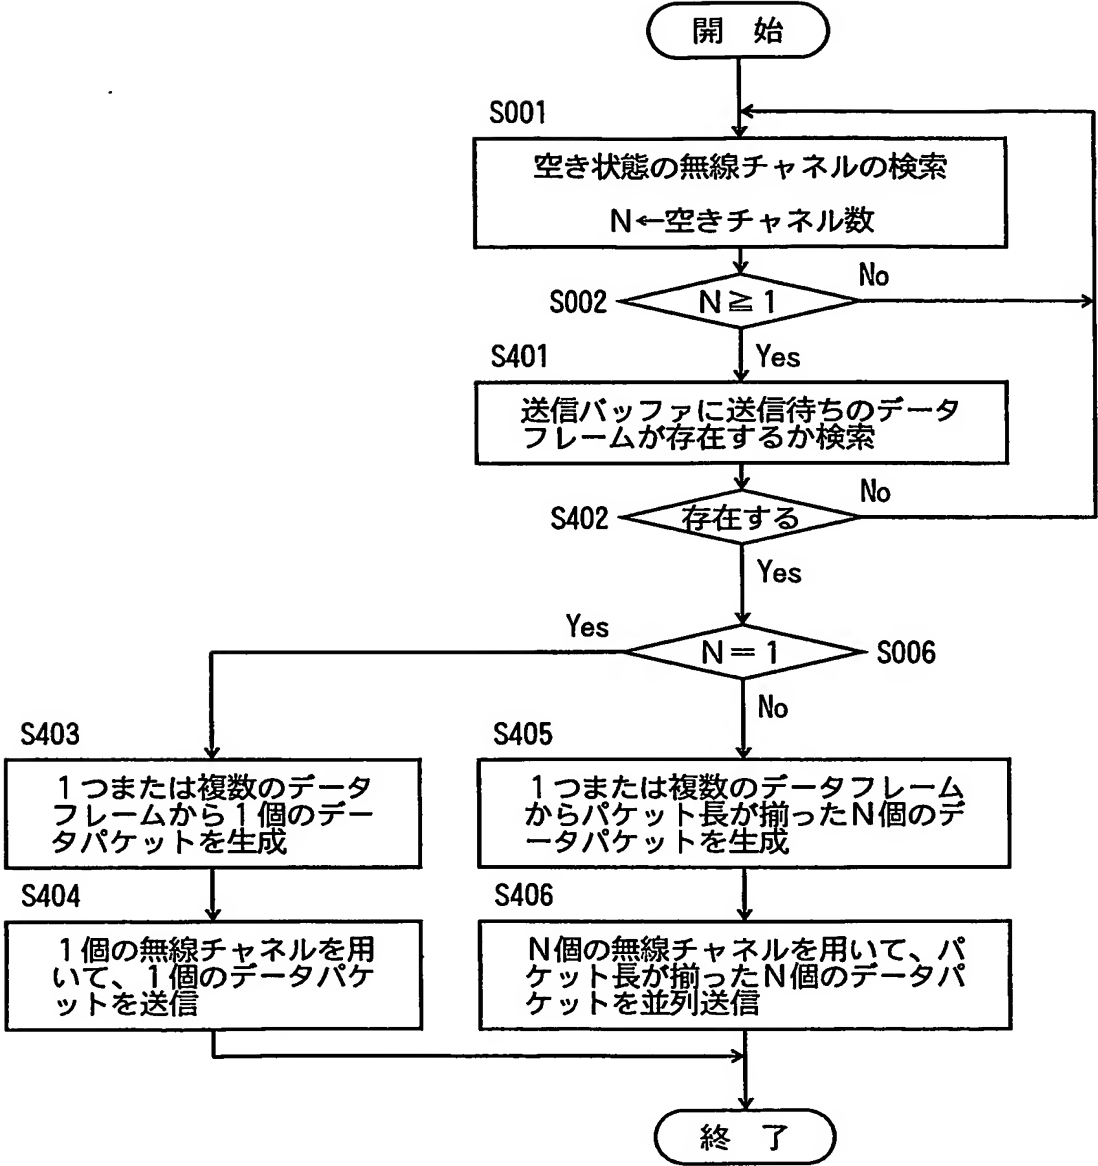 開 始
S001
空き状態の無線チャネルの検索
N←空きチャネル数
No
S002
N≧1
Yes
S401
送信バッファに送信待ちのデータ
フレームが存在するか検索
No
S402
存在する
Yes
Yes
N=1
S006
No
S403
1つまたは複数のデータ
フレームから1個のデー
タパケットを生成
S405
1つまたは複数のデータフレーム
からパケット長が揃ったN個のデ
ータパケットを生成
S404
1個の無線チャネルを用
いて、1個のデータパケ
ットを送信
S406
N個の無線チャネルを用いて、パ
ケット長が揃ったN個のデータパ
ケットを並列送信
終 了